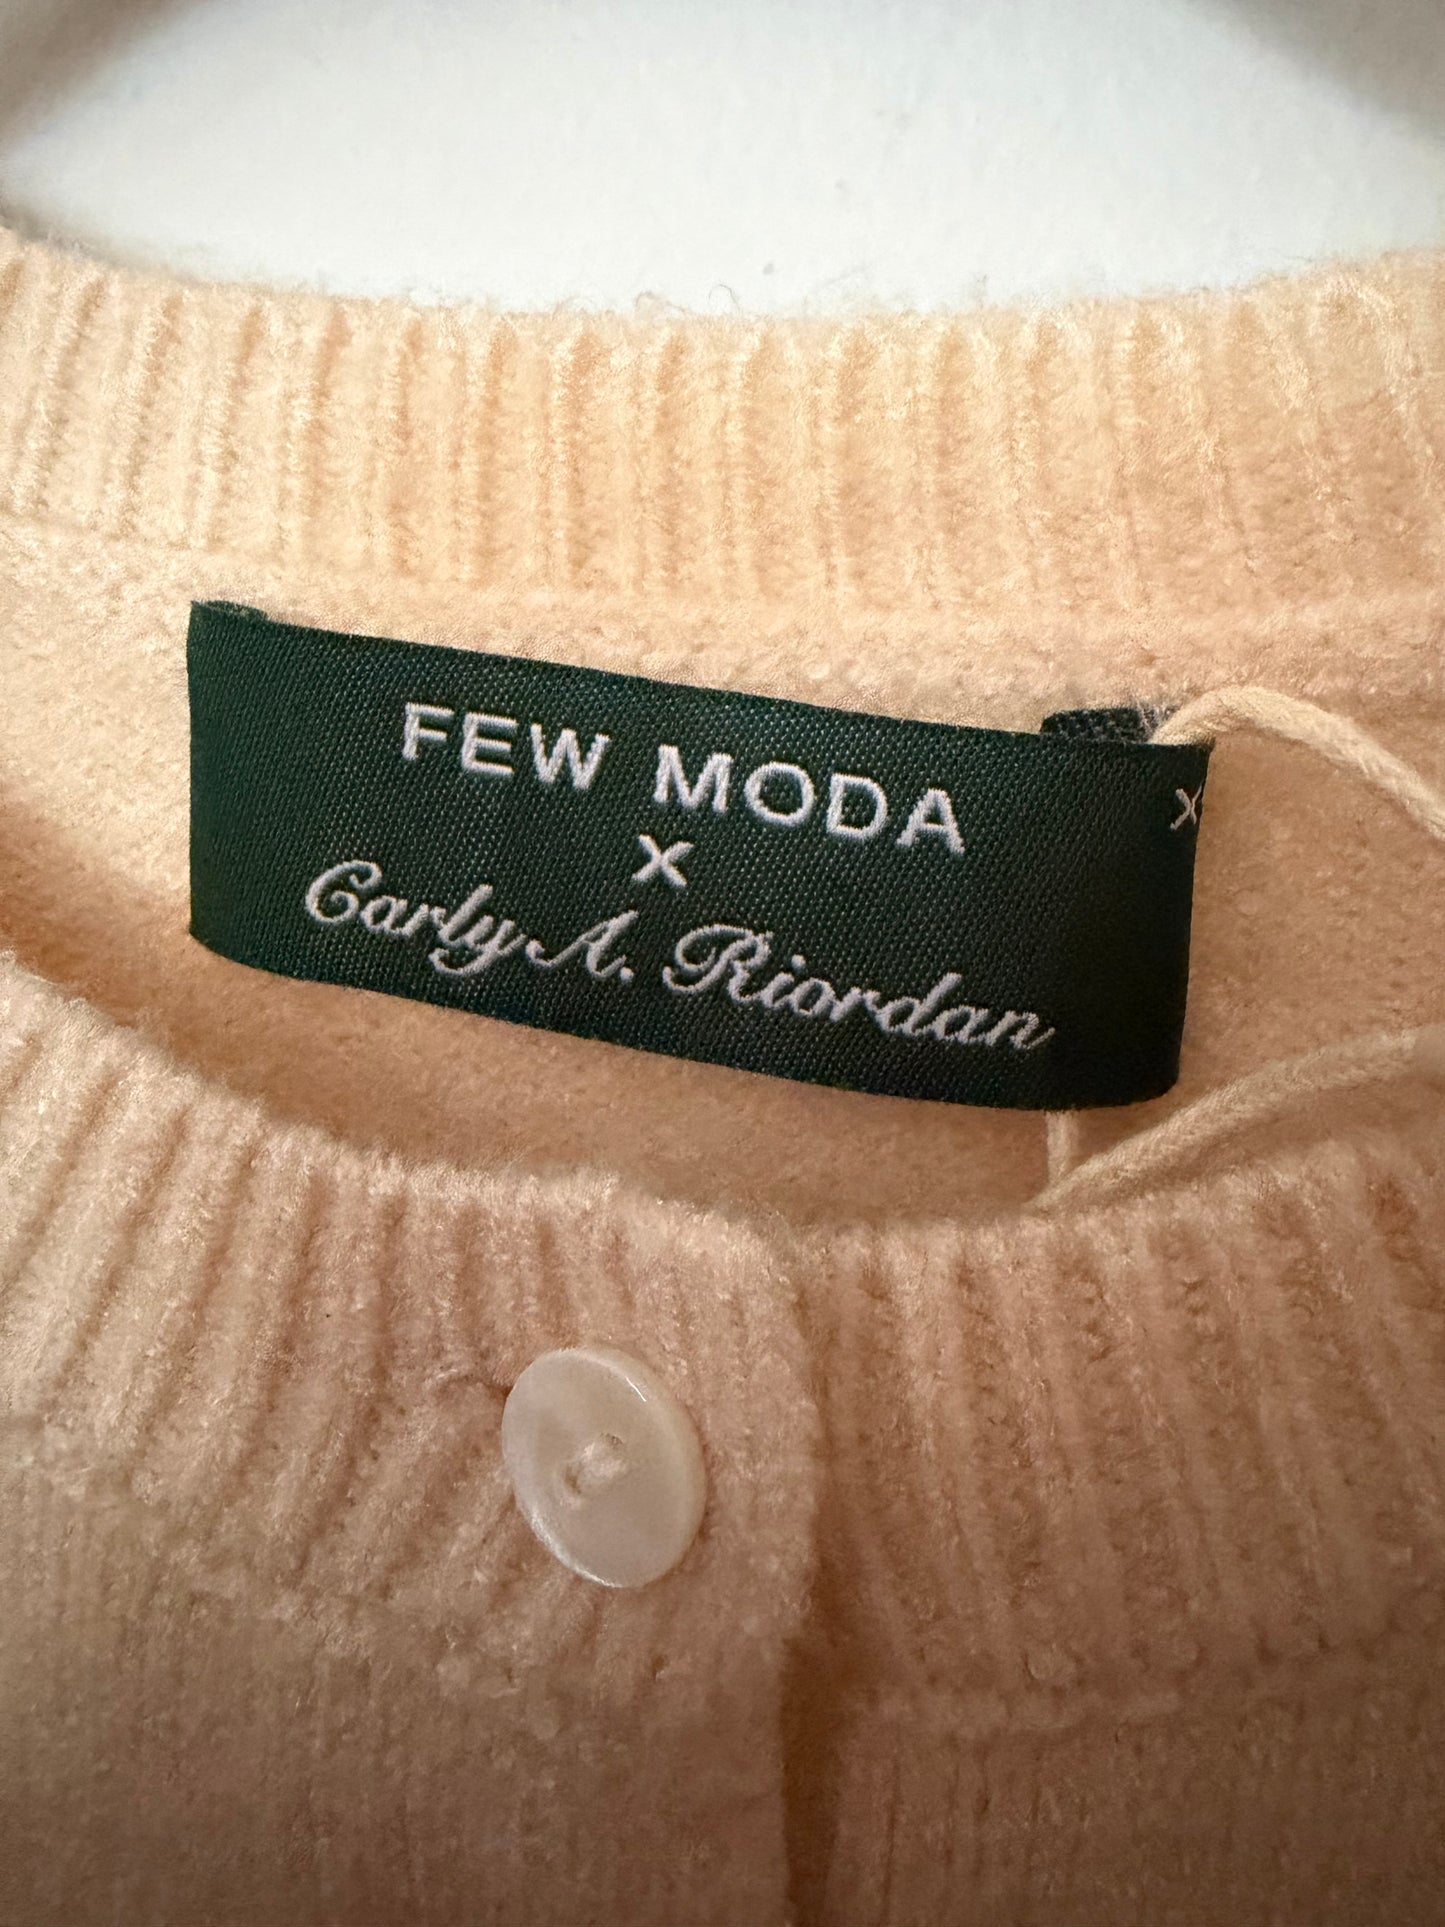 FEW MODA
x
Carly A. Riordan